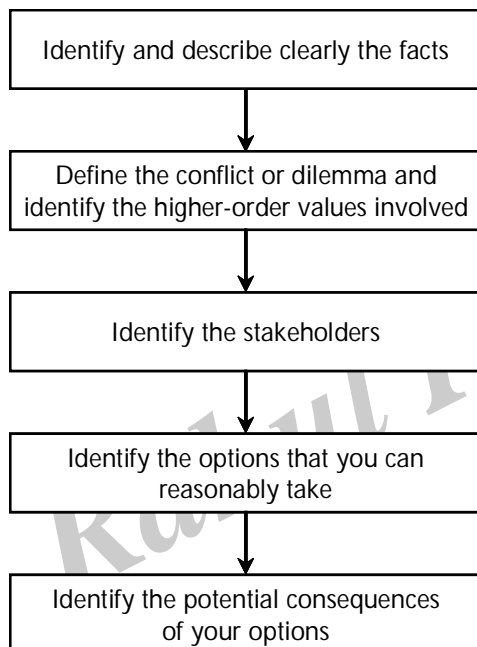 Identify and describe clearly the facts
Define the conflict or dilemma and
identify the higher-order values involved
Identify the stakeholders
Identify the options that you can
reasonably take
Identify the potential consequences
of your options